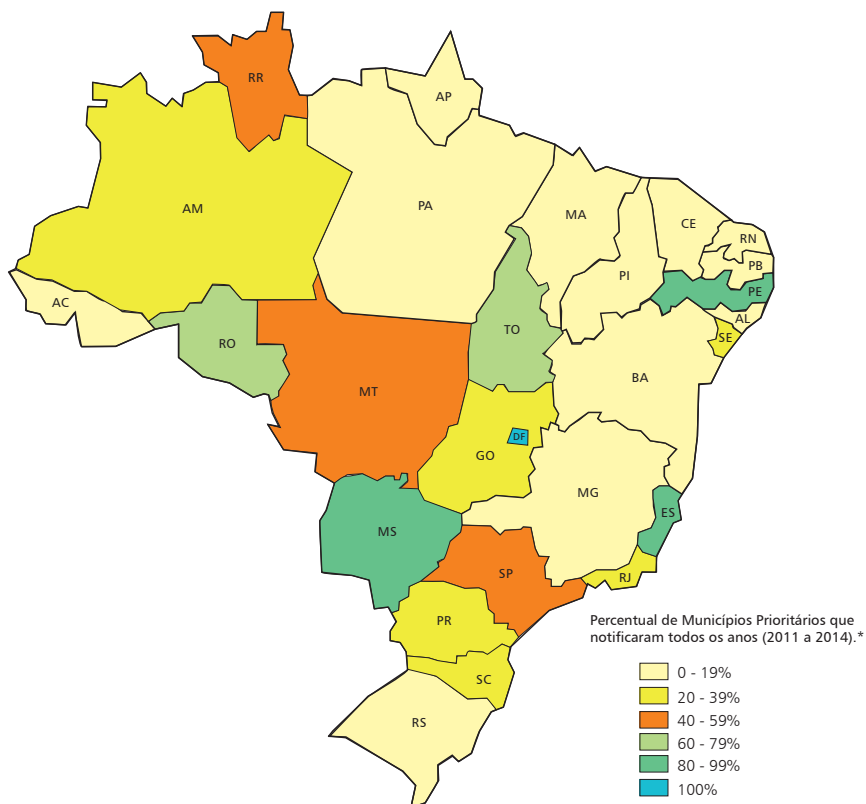 RR
AP
AM
PA
MA
CE
RN
PI
PB
PE
AC
AL
TO
SE
RO
BA
MT
DF
GO
MG
ES
MS
SP
RJ
PR
SC
RS
Percentual de Municípios Prioritários que
notificaram todos os anos (2011 a 2014).*
0 - 19%
20 - 39%
40 - 59%
60 - 79%
80 - 99%
100%